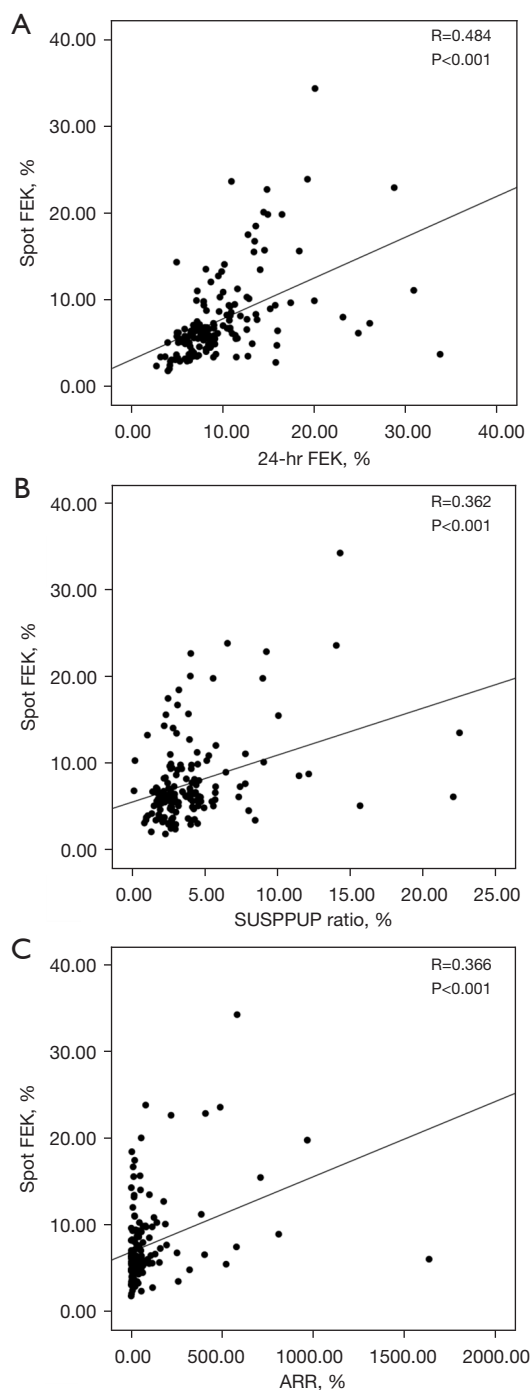 A
40.00
R=0.484
P<0.001
30.00
Spot FEK, %
20.00
10.00
0.00
0.00 10.00 20.00 30.00 40.00
24-hr FEK, %
B
40.00
R=0.362
P<0.001
30.00
Spot FEK, %
20.00
10.00
0.00
0.00 5.00 10.00 15.00 20.00 25.00
SUSPPUP ratio, %
C
40.00
R=0.366
P<0.001
30.00
Spot FEK, %
20.00
10.00
0.00
0.00 500.00 1000.00 1500.00 2000.00
ARR, %